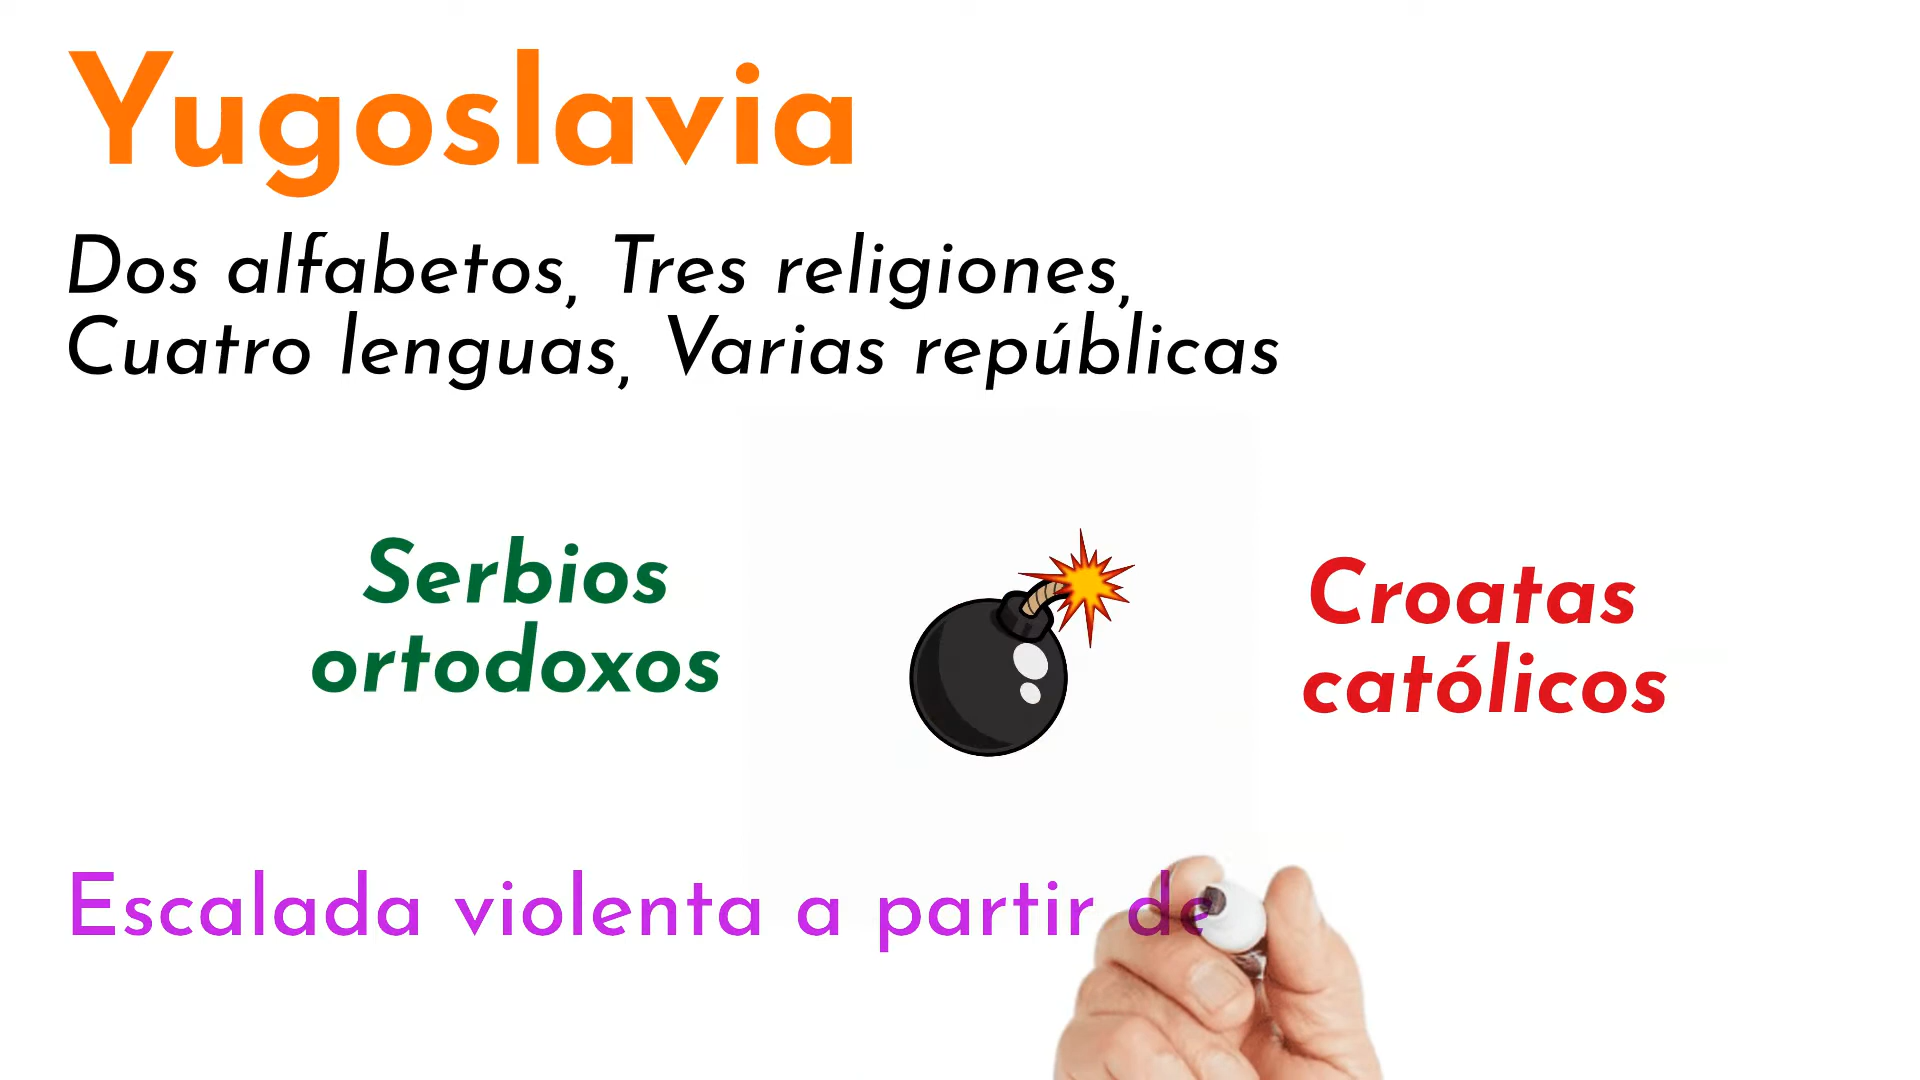 Yugoslavia
Dos alfabetos, Tres religiones,
Cuatro lenguas, Varias repúblicas
Serbios
ortodoxos
Croatas
católicos
Escalada violenta a partir de